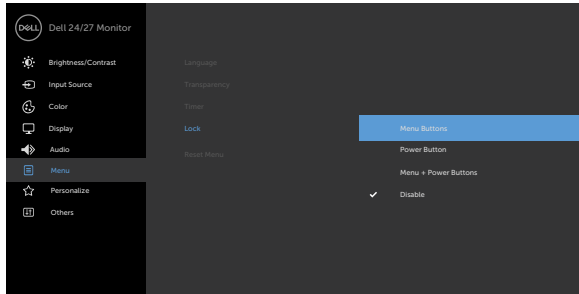 DELL Dell 24/27 Monitor
Brightness/Contrast
Input Source
Color
Display
Audio
Menu
Personalize
Others
Language
Transparency
Timer
Lock
Reset Menu
Menu Buttons
Power Button
Menu + Power Buttons
Disable